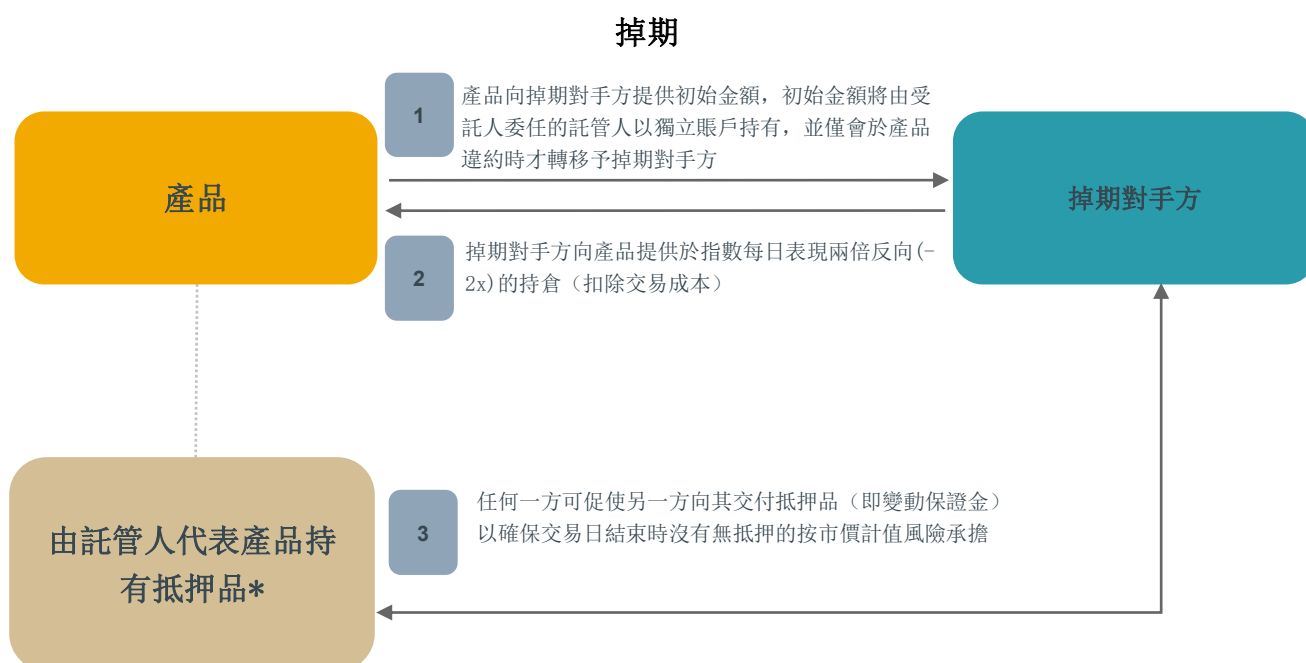 掉期
1
產品向掉期對手方提供初始金額，初始金額將由受
託人委任的託管人以獨立賬戶持有，並僅會於產品
違約時才轉移予掉期對手方
產品
掉期對手方
2
掉期對手方向產品提供於指數每日表現兩倍反向(-
2x)的持倉（扣除交易成本）
3
任何一方可促使另一方向其交付抵押品（即變動保證金）
以確保交易日結束時沒有無抵押的按市價計值風險承擔
由託管人代表產品持
有抵押品*